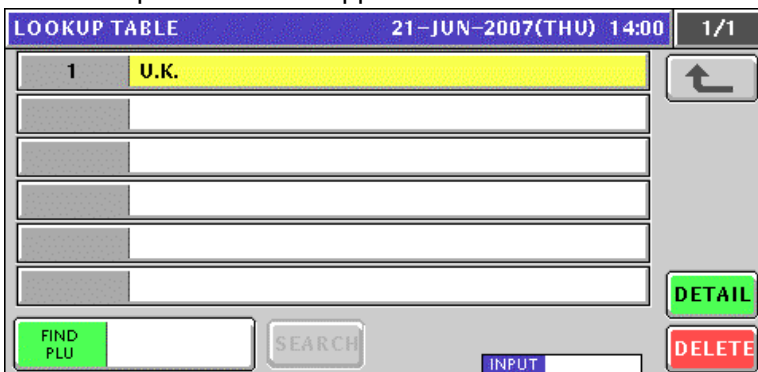 LOOKUP TABLE 21-JUN-2007(THU) 14:00 1/1
1 U.K.
DETAIL
FIND
PLU
SEARCH
DELETE
INPUT